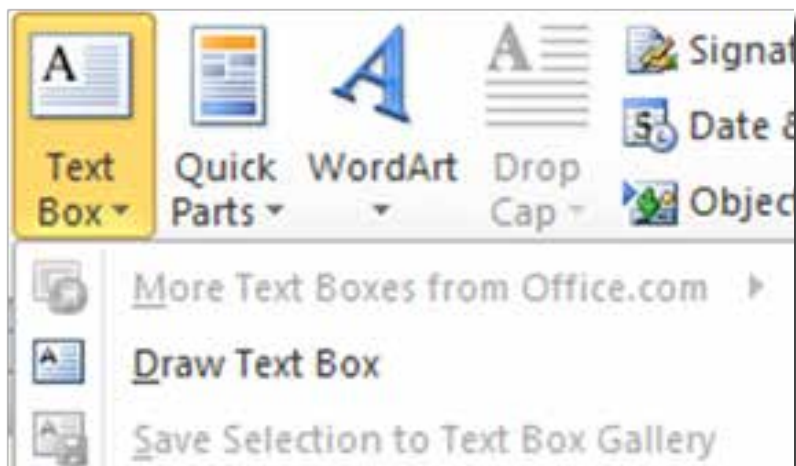 Text Box
Quick Parts
WordArt
Drop Cap
Signat
Date &
Objec
More Text Boxes from Office.com
Draw Text Box
Save Selection to Text Box Gallery